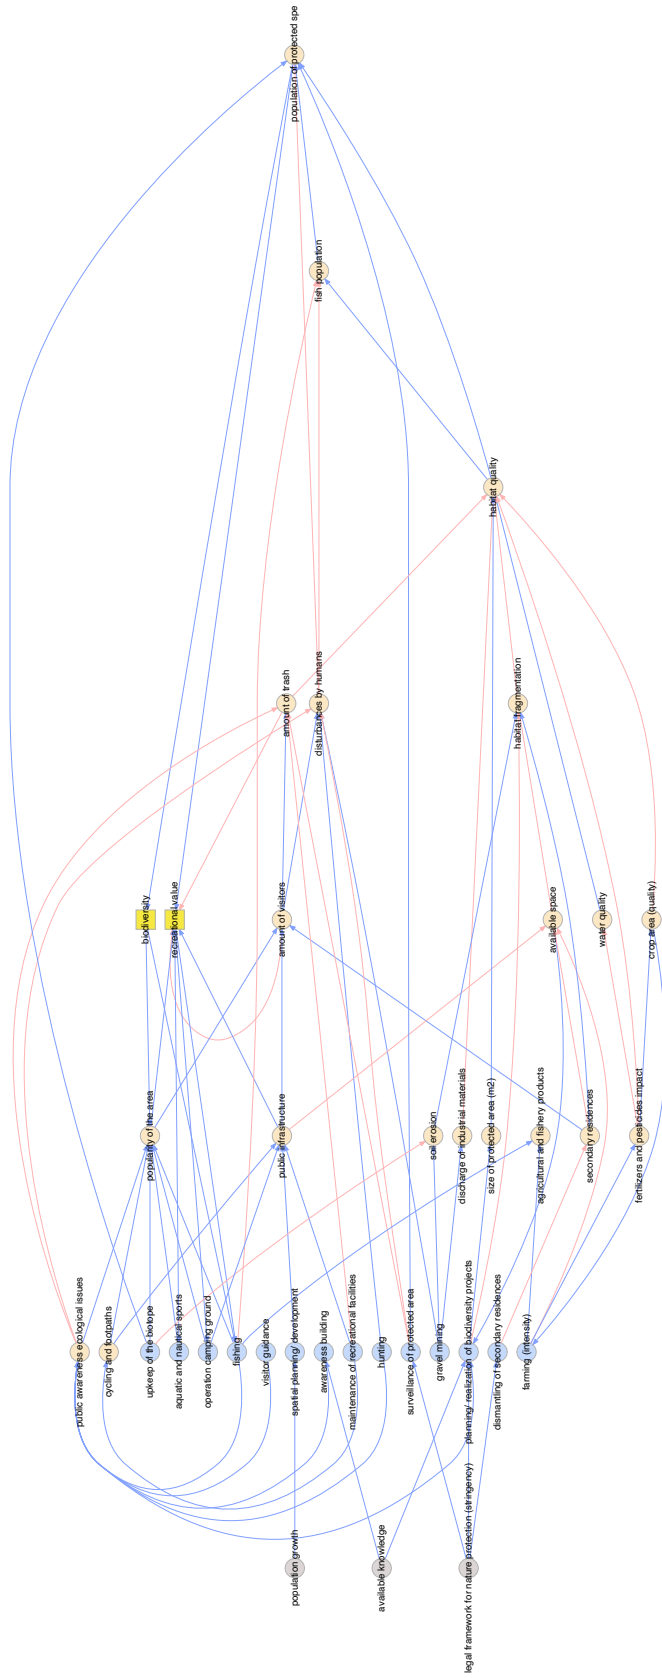 population of protected spe
fish population
habitat quality
amount of trash
disturbances by humans
habitat fragmentation
biodiversity
recreational value
amount of visitors
available space
water quality
crop area (quality)
popularity of the area
public infrastructure
soil erosion
discharge of industrial materials
size of protected area (m2)
agricultural and fishery products
secondary residences
fertilizers and pesticides impact
public awareness ecological issues
cycling and footpaths
upkeep of the biotope
aquatic and nautical sports
operation camping ground
fishing
visitor guidance
spatial planning/ development
awareness building
maintenance of recreational facilities
hunting
surveillance of protected area
gravel mining
planning/ realization of biodiversity projects
dismantling of secondary residences
farming (intensity)
population growth
available knowledge
legal framework for nature protection (stringency)